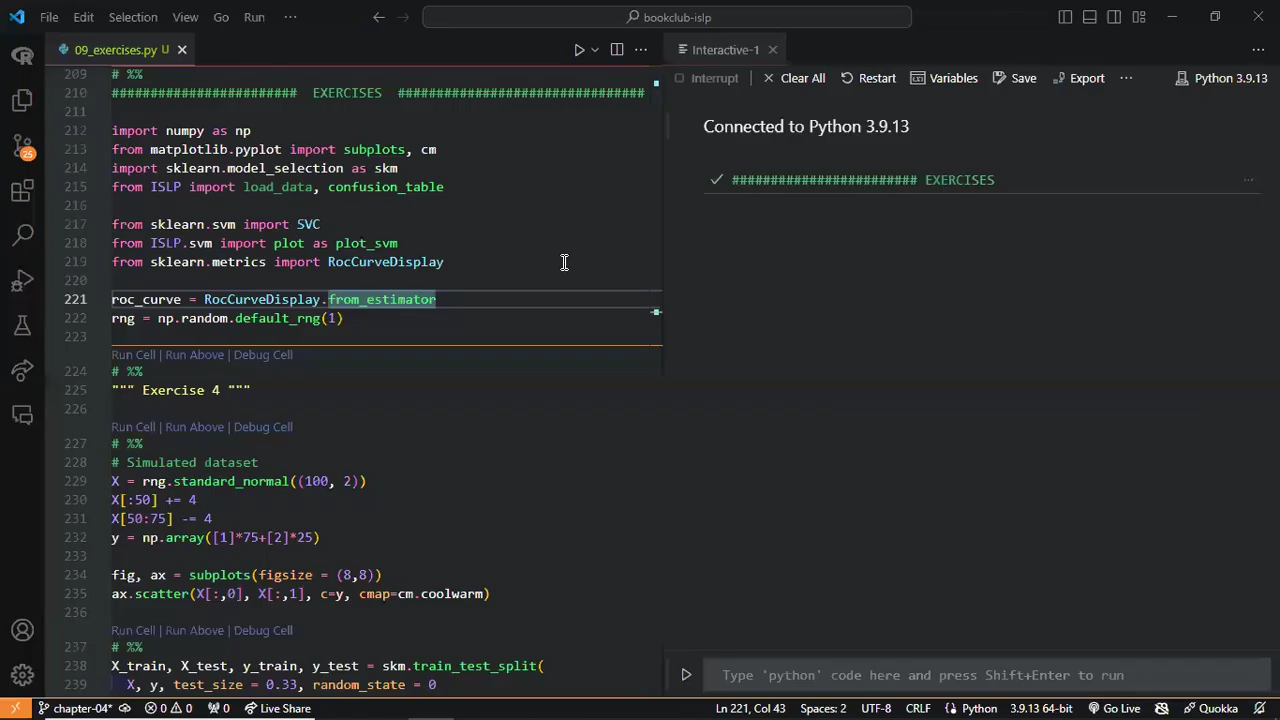 File Edit Selection View Go Run ···
bookclub-islp
09_exercises.py U
Interactive-1
Interrupt Clear All Restart Variables Save Export ··· Python 3.9.13
209 # %%
210 ######################## EXERCISES ################################
211
212 import numpy as np
213 from matplotlib.pyplot import subplots, cm
214 import sklearn.model_selection as skm
215 from ISLP import load_data, confusion_table
216
217 from sklearn.svm import SVC
218 from ISLP.svm import plot as plot_svm
219 from sklearn.metrics import RocCurveDisplay
220
221 roc_curve = RocCurveDisplay.from_estimator
222 rng = np.random.default_rng(1)
223
Run Cell | Run Above | Debug Cell
224 # %%
225 """ Exercise 4 """
226
Run Cell | Run Above | Debug Cell
227 # %%
228 # Simulated dataset
229 X = rng.standard_normal((100, 2))
230 X[:50] += 4
231 X[50:75] -= 4
232 y = np.array([1]*75+[2]*25)
233
234 fig, ax = subplots(figsize = (8,8))
235 ax.scatter(X[:,0], X[:,1], c=y, cmap=cm.coolwarm)
236
Run Cell | Run Above | Debug Cell
237 # %%
238 X_train, X_test, y_train, y_test = skm.train_test_split(
239 X, y, test_size = 0.33, random_state = 0
Connected to Python 3.9.13
######################## EXERCISES
···
Type 'python' code here and press Shift+Enter to run
25
chapter-04* 0 0 0 Live Share
Ln 221, Col 43 Spaces: 2 UTF-8 CRLF Python 3.9.13 64-bit Go Live Quokka